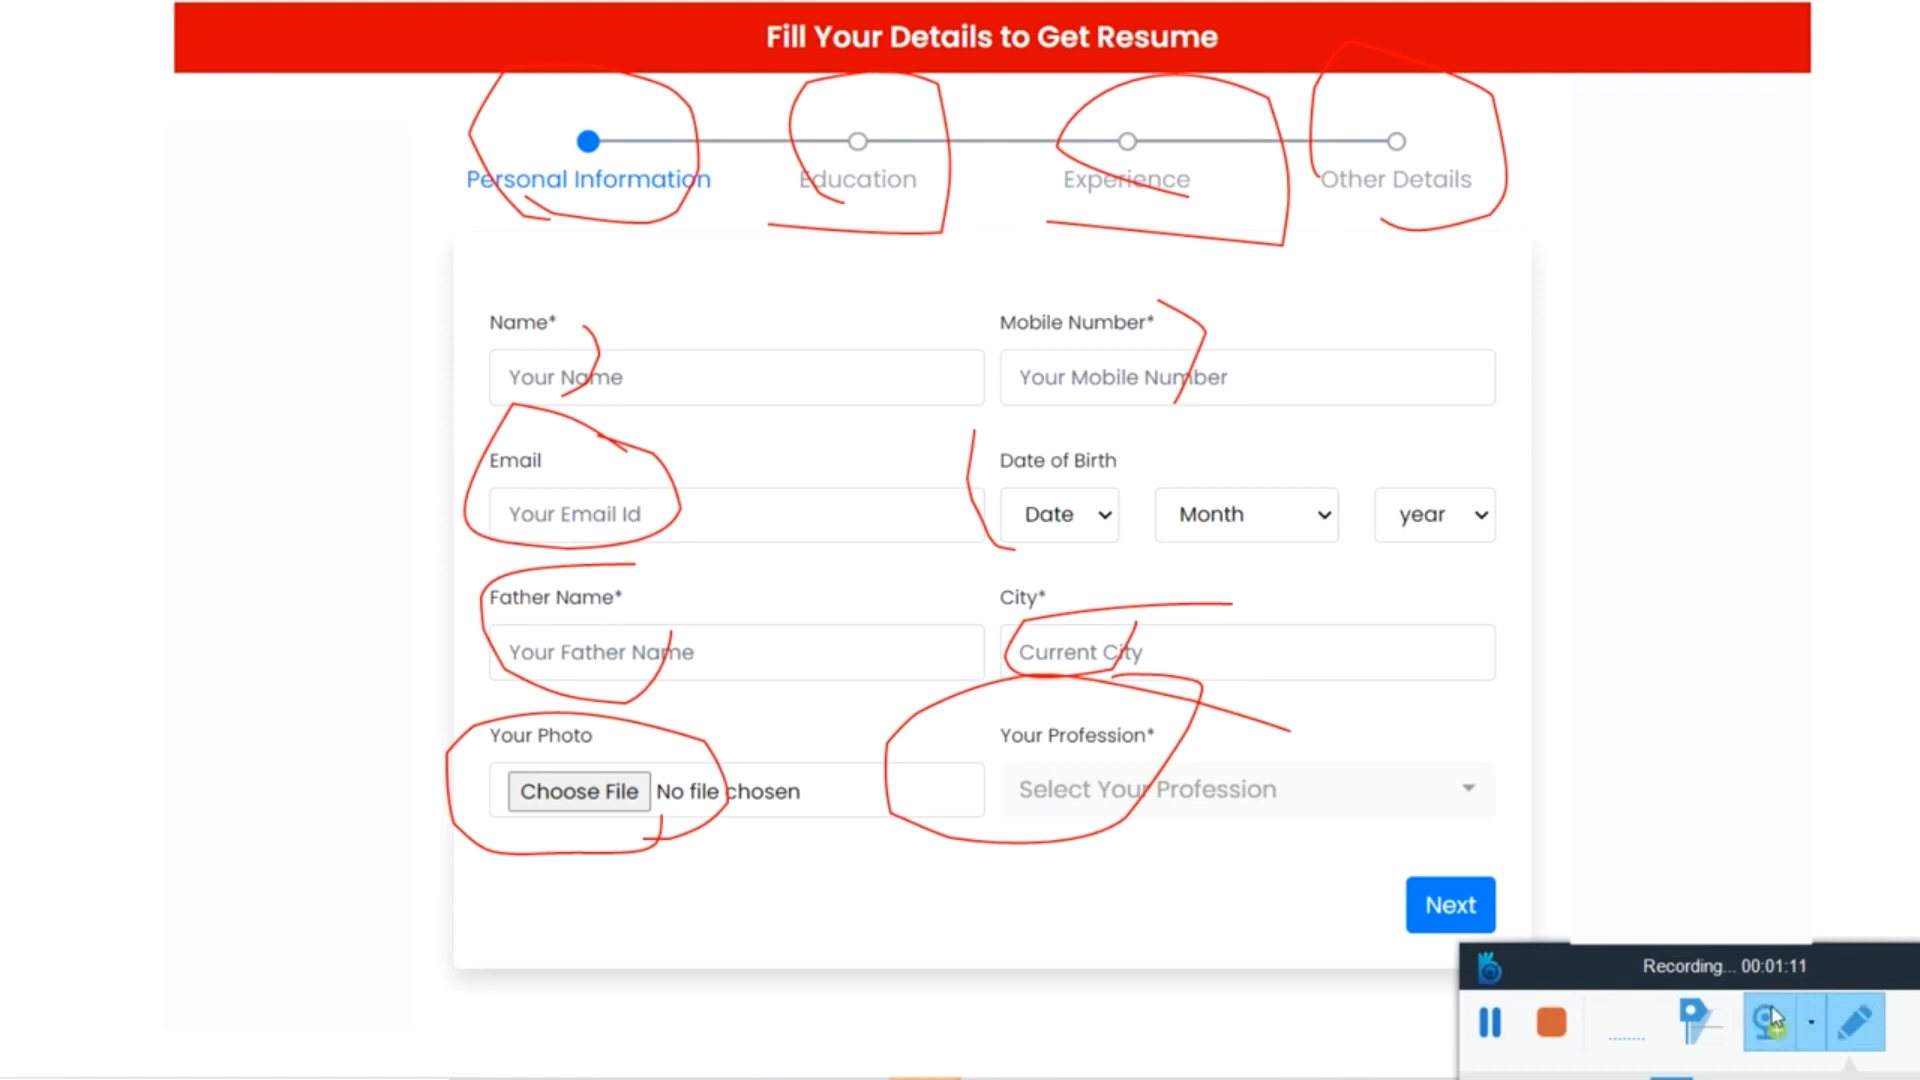 Fill Your Details to Get Resume
Personal Information Education Experience Other Details
Name* Mobile Number*
Your Name Your Mobile Number
Email Date of Birth
Your Email Id Date Month year
Father Name* City*
Your Father Name Current City
Your Photo Your Profession*
Choose File No file chosen Select Your Profession
Next
Recording... 00:01:11